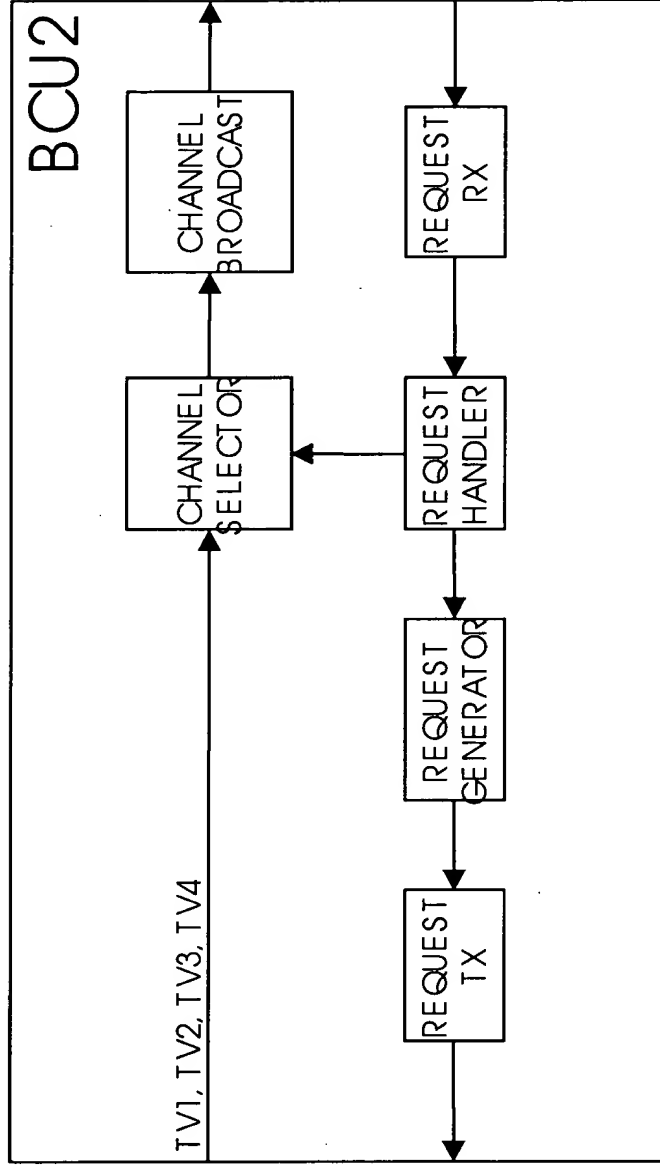 BCU2
TV1, TV2, TV3, TV4
CHANNEL
SELECTOR
CHANNEL
BROADCAST
REQUEST
TX
REQUEST
GENERATOR
REQUEST
HANDLER
REQUEST
RX